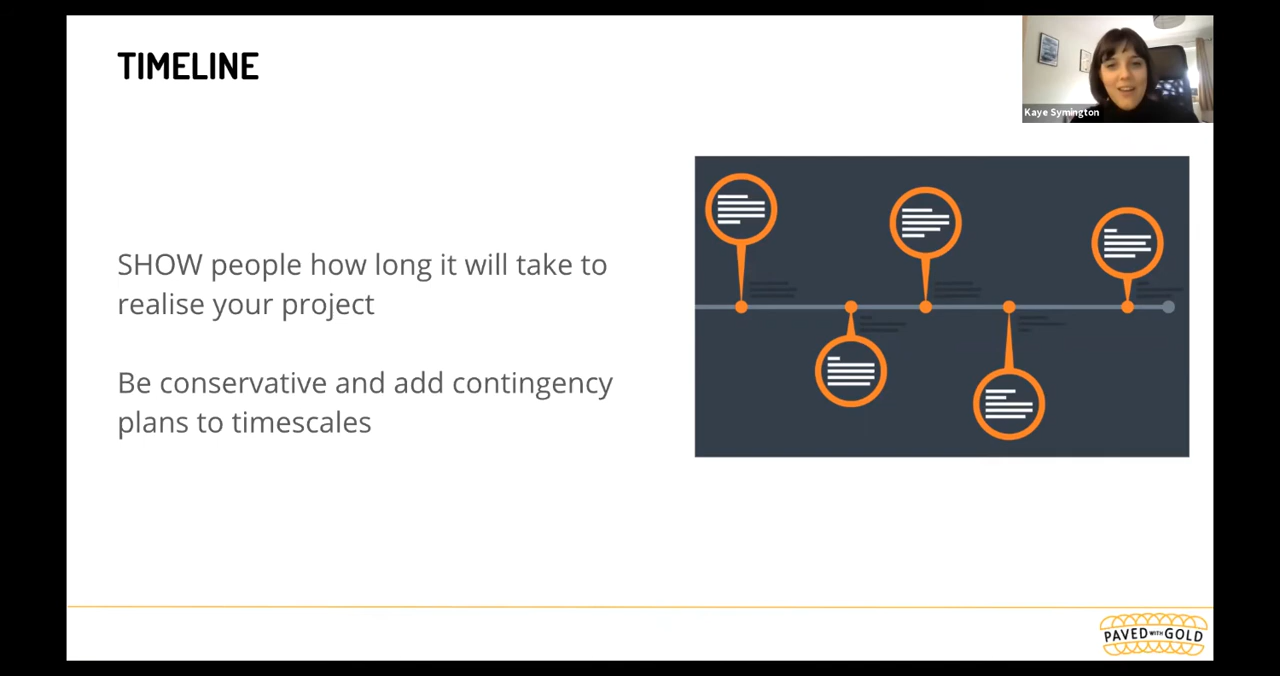 TIMELINE
Kaye Symington
SHOW people how long it will take to
realise your project
Be conservative and add contingency
plans to timescales
PAVED WITH GOLD